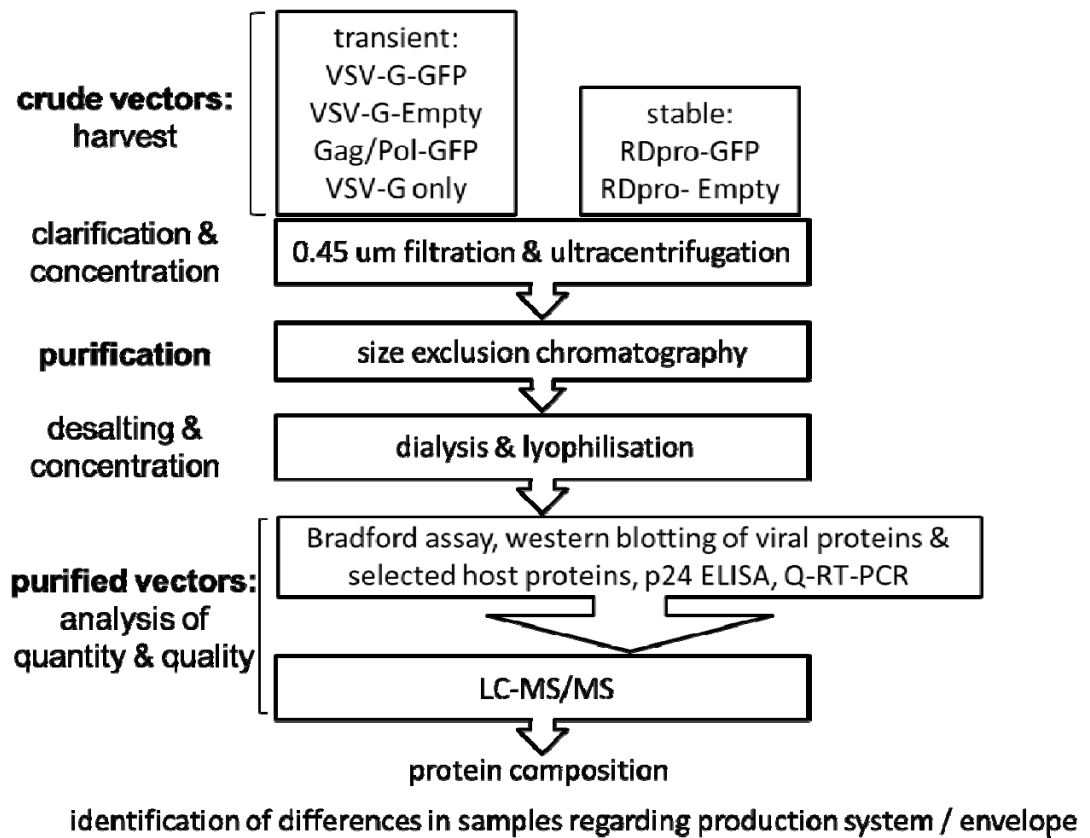 crude vectors:
harvest
transient:
VSV-G-GFP
VSV-G-Empty
Gag/Pol-GFP
VSV-G only
stable:
RDpro-GFP
RDpro- Empty
clarification &
concentration
0.45 um filtration & ultracentrifugation
purification
size exclusion chromatography
desalting &
concentration
dialysis & lyophilisation
purified vectors:
analysis of
quantity & quality
Bradford assay, western blotting of viral proteins &
selected host proteins, p24 ELISA, Q-RT-PCR
LC-MS/MS
protein composition
identification of differences in samples regarding production system / envelope